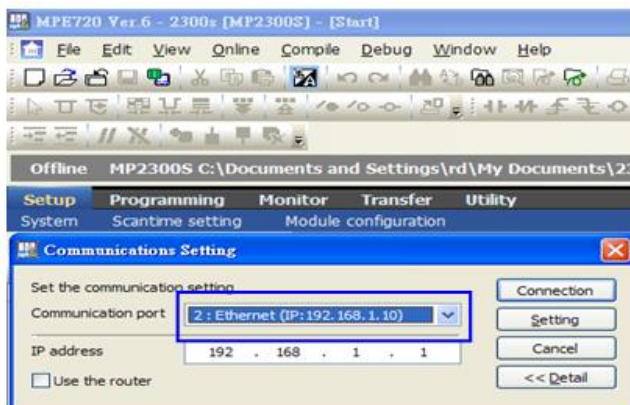 MPE720 Ver.6 - 2300s [MP2300S] - [Start]
File Edit View Online Compile Debug Window Help
Offline MP2300S C:\Documents and Settings\rd\My Documents\
Setup Programming Monitor Transfer Utility
System Scantime setting Module configuration
Communications Setting
Set the communication setting
Connection
Communication port 2 : Ethernet (IP:192.168.1.10)
Setting
IP address 192 . 168 . 1 . 1
Cancel
Use the router
<< Detail